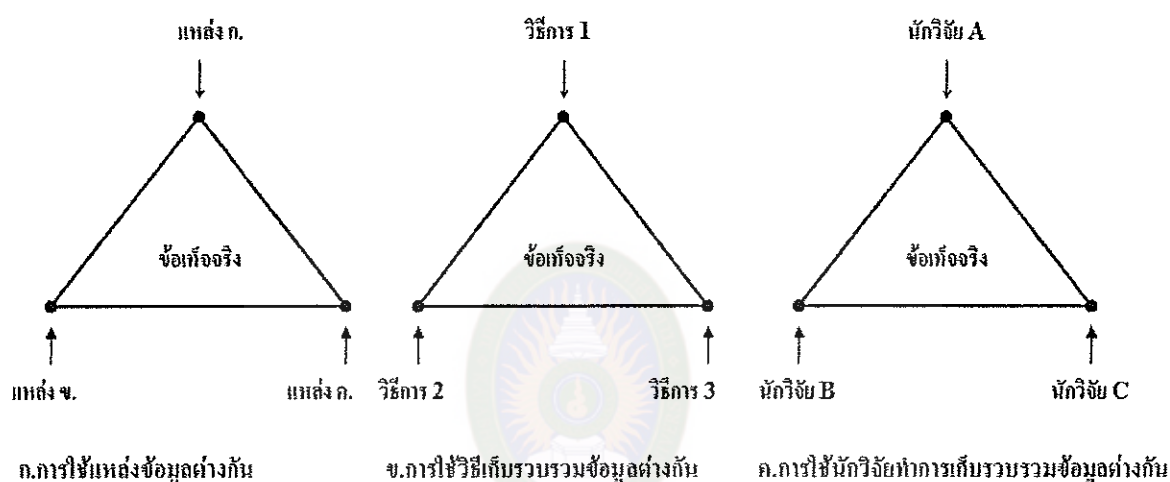 แหล่ง ก.
วิธีการ 1
นักวิจัย A
ข้อเท็จจริง
ข้อเท็จจริง
ข้อเท็จจริง
แหล่ง ข.
แหล่ง ค.
วิธีการ 2
วิธีการ 3
นักวิจัย B
นักวิจัย C
ก.การใช้แหล่งข้อมูลต่างกัน
ข.การใช้วิธีเก็บรวบรวมข้อมูลต่างกัน
ค.การใช้นักวิจัยทำการเก็บรวบรวมข้อมูลต่างกัน